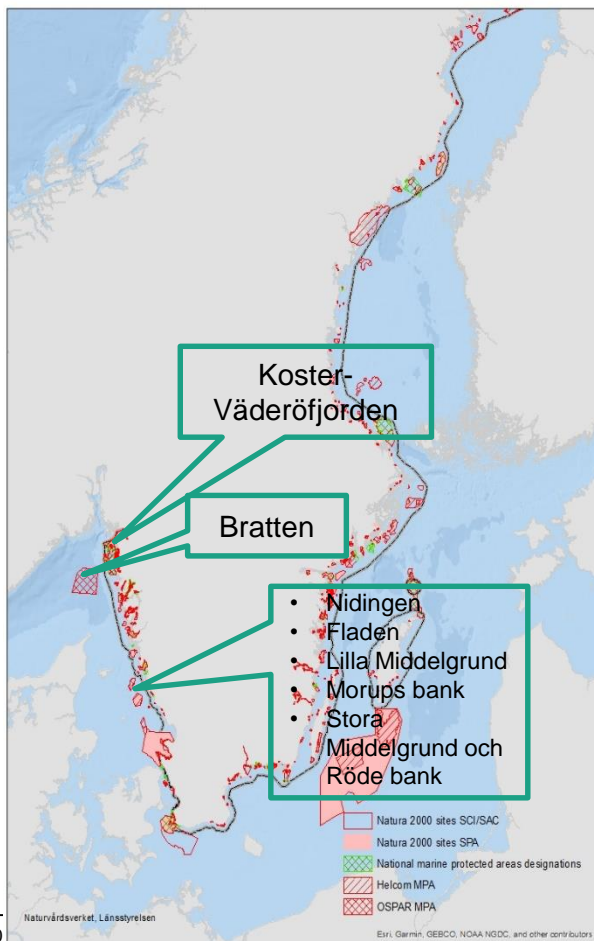 Koster-
Väderöfjorden
Bratten
• Nidingen
• Fladen
• Lilla Middelgrund
• Morups bank
• Stora
Middelgrund och
Röde bank
Natura 2000 sites SCI/SAC
Natura 2000 sites SPA
National marine protected areas designations
Helcom MPA
OSPAR MPA
Naturvårdsverket, Länsstyrelsen
Esri, Garmin, GEBCO, NOAA NGDC, and other contributors